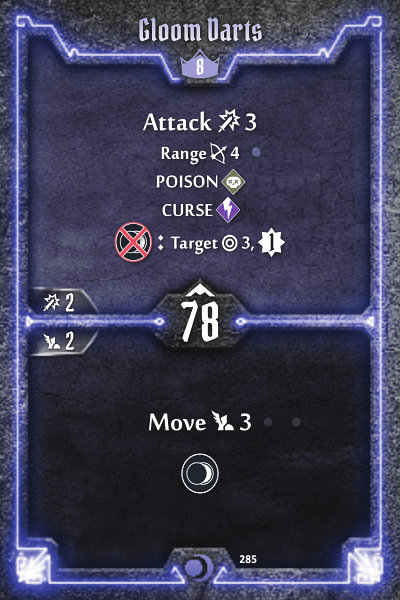 Gloom Darts
8
Attack 3
Range 4
POISON
CURSE
: Target 3, 1
2
78
2
Move 3
285